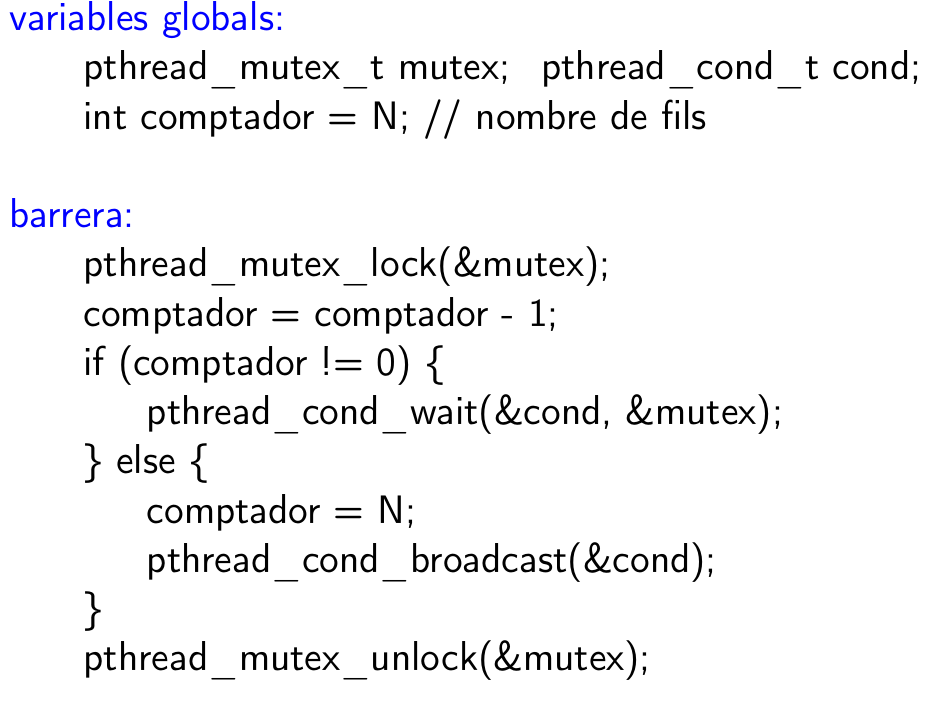 variables globals:
pthread_mutex_t mutex; pthread_cond_t cond;
int comptador = N; // nombre de fils
barrera:
pthread_mutex_lock(&mutex);
comptador = comptador - 1;
if (comptador != 0) {
pthread_cond_wait(&cond, &mutex);
} else {
comptador = N;
pthread_cond_broadcast(&cond);
}
pthread_mutex_unlock(&mutex);